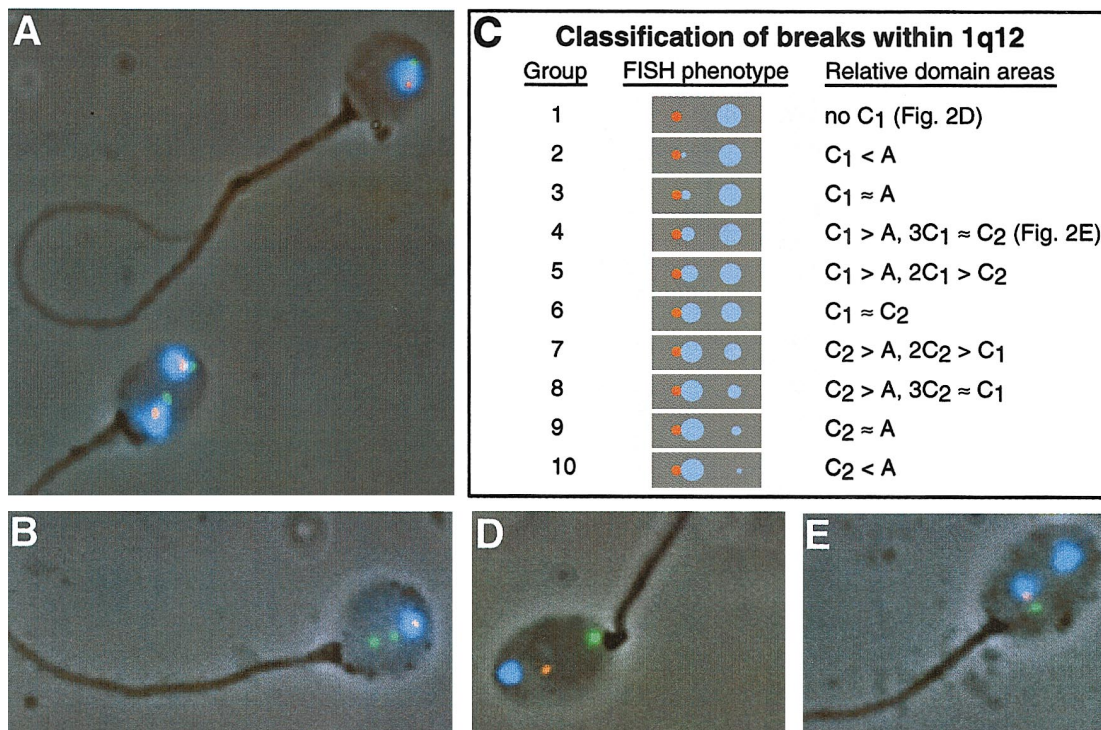 A
C Classification of breaks within 1q12
Group FISH phenotype Relative domain areas
1 no C1 (Fig. 2D)
2 C1 < A
3 C1 ≈ A
4 C1 > A, 3C1 ≈ C2 (Fig. 2E)
5 C1 > A, 2C1 > C2
6 C1 ≈ C2
7 C2 > A, 2C2 > C1
8 C2 > A, 3C2 ≈ C1
9 C2 ≈ A
10 C2 < A
B
D
E